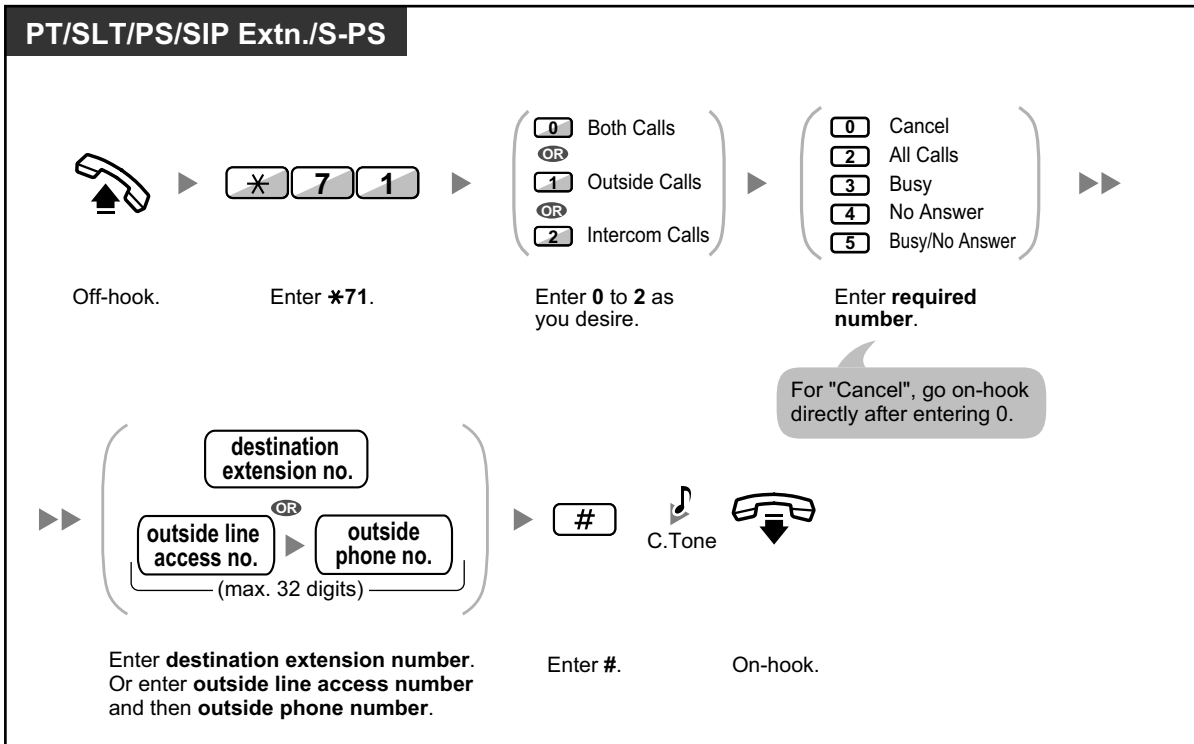 PT/SLT/PS/SIP Extn./S-PS
0 Both Calls
OR
1 Outside Calls
OR
2 Intercom Calls
0 Cancel
2 All Calls
3 Busy
4 No Answer
5 Busy/No Answer
* 7 1
Off-hook.
Enter *71.
Enter 0 to 2 as
you desire.
Enter required
number.
For "Cancel", go on-hook
directly after entering 0.
destination
extension no.
OR
outside line
access no.
outside
phone no.
(max. 32 digits)
#
C.Tone
Enter destination extension number.
Or enter outside line access number
and then outside phone number.
Enter #.
On-hook.